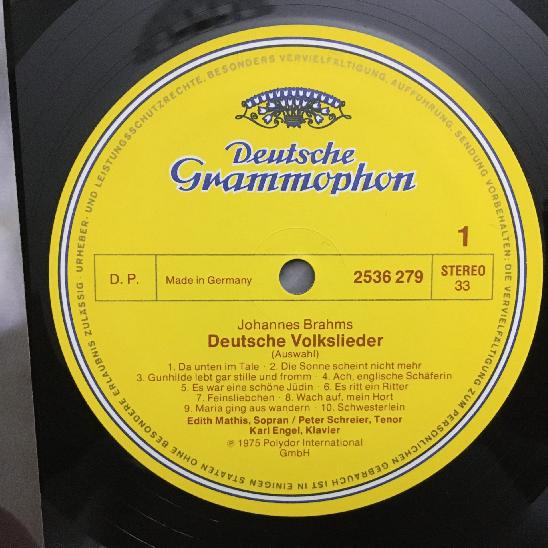 URHEBER- UND LEISTUNGSSCHUTZRECHTE, BESONDERS VERVIELFÄLTIGUNG, AUFFÜHRUNG, SENDUNG VORBEHALTEN; DIE VERVIELFÄLTIGUNG ZUM PERSÖNLICHEN GEBRAUCH IST IN EINIGEN STAATEN OHNE BESONDERE ERLAUBNIS ZULÄSSIG ·
Deutsche
Grammophon
1
D. P. Made in Germany 2536 279 STEREO
33
Johannes Brahms
Deutsche Volkslieder
(Auswahl)
1. Da unten im Tale · 2. Die Sonne scheint nicht mehr
3. Gunhilde lebt gar stille und fromm · 4. Ach, englische Schäferin
5. Es war eine schöne Jüdin · 6. Es ritt ein Ritter
7. Feinsliebchen · 8. Wach auf, mein Hort
9. Maria ging aus wandern · 10. Schwesterlein
Edith Mathis, Sopran / Peter Schreier, Tenor
Karl Engel, Klavier
℗ 1975 Polydor International
GmbH